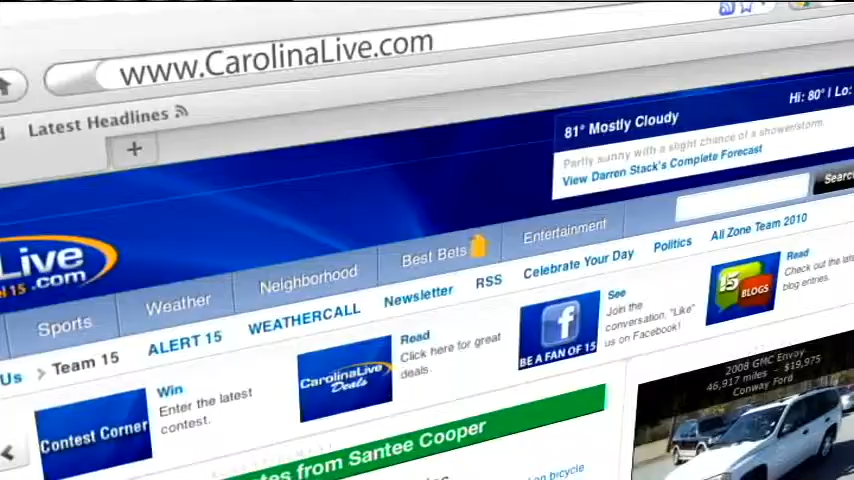 www.CarolinaLive.com
Latest Headlines
+
81° Mostly Cloudy
Hi: 80° | Lo:
Partly sunny with a slight chance of a shower/storm.
View Darren Stack's Complete Forecast
Search
Live
.com
15
Sports
Weather
Neighborhood
Best Bets
Entertainment
Us > Team 15
ALERT 15
WEATHERCALL
Newsletter
RSS
Celebrate Your Day
Politics
All Zone Team 2010
Contest Corner
Win
Enter the latest
contest.
CarolinaLive
Deals
Read
Click here for great
deals.
f
BE A FAN OF 15
See
Join the
conversation. "Like"
us on Facebook!
15
BLOGS
Read
Check out the late
blog entries.
ADVERTISEMENT
tes from Santee Cooper
on bicycle
2008 GMC Envoy
46,917 miles - $19,975
Conway Ford